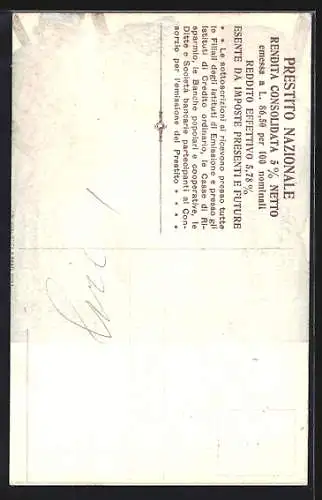 PRESTITO NAZIONALE
RENDITA CONSOLIDATA 5% NETTO
emessa a L. 86,50 per 100 nominali
REDDITO EFFETTIVO 5.78%
ESENTE DA IMPOSTE PRESENTI E FUTURE
* * Le sottoscrizioni si ricevono presso tutte
le Filiali degli Istituti di Emissione e presso gli
Istituti di Credito ordinario, le Casse di Ri-
sparmio, le Banche popolari e cooperative, le
Ditte e Società bancarie partecipanti al Con-
sorzio per l'emissione del Prestito * * * *